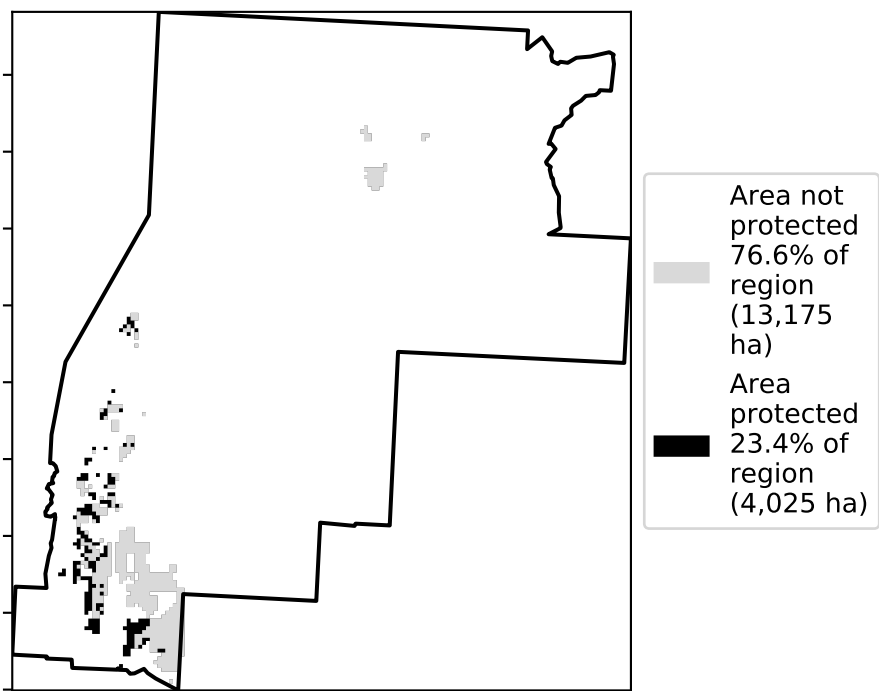 Area not
protected
76.6% of
region
(13,175
ha)
Area
protected
23.4% of
region
(4,025 ha)